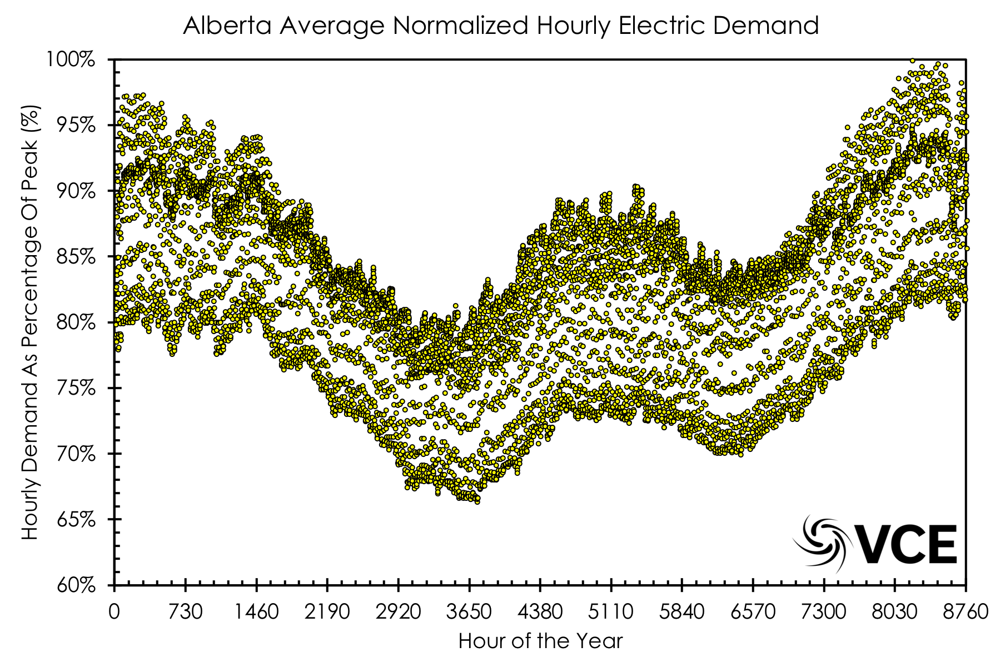 Alberta Average Normalized Hourly Electric Demand
Hourly Demand As Percentage Of Peak (%)
100%
95%
90%
85%
80%
75%
70%
65%
60%
VCE
0 730 1460 2190 2920 3650 4380 5110 5840 6570 7300 8030 8760
Hour of the Year